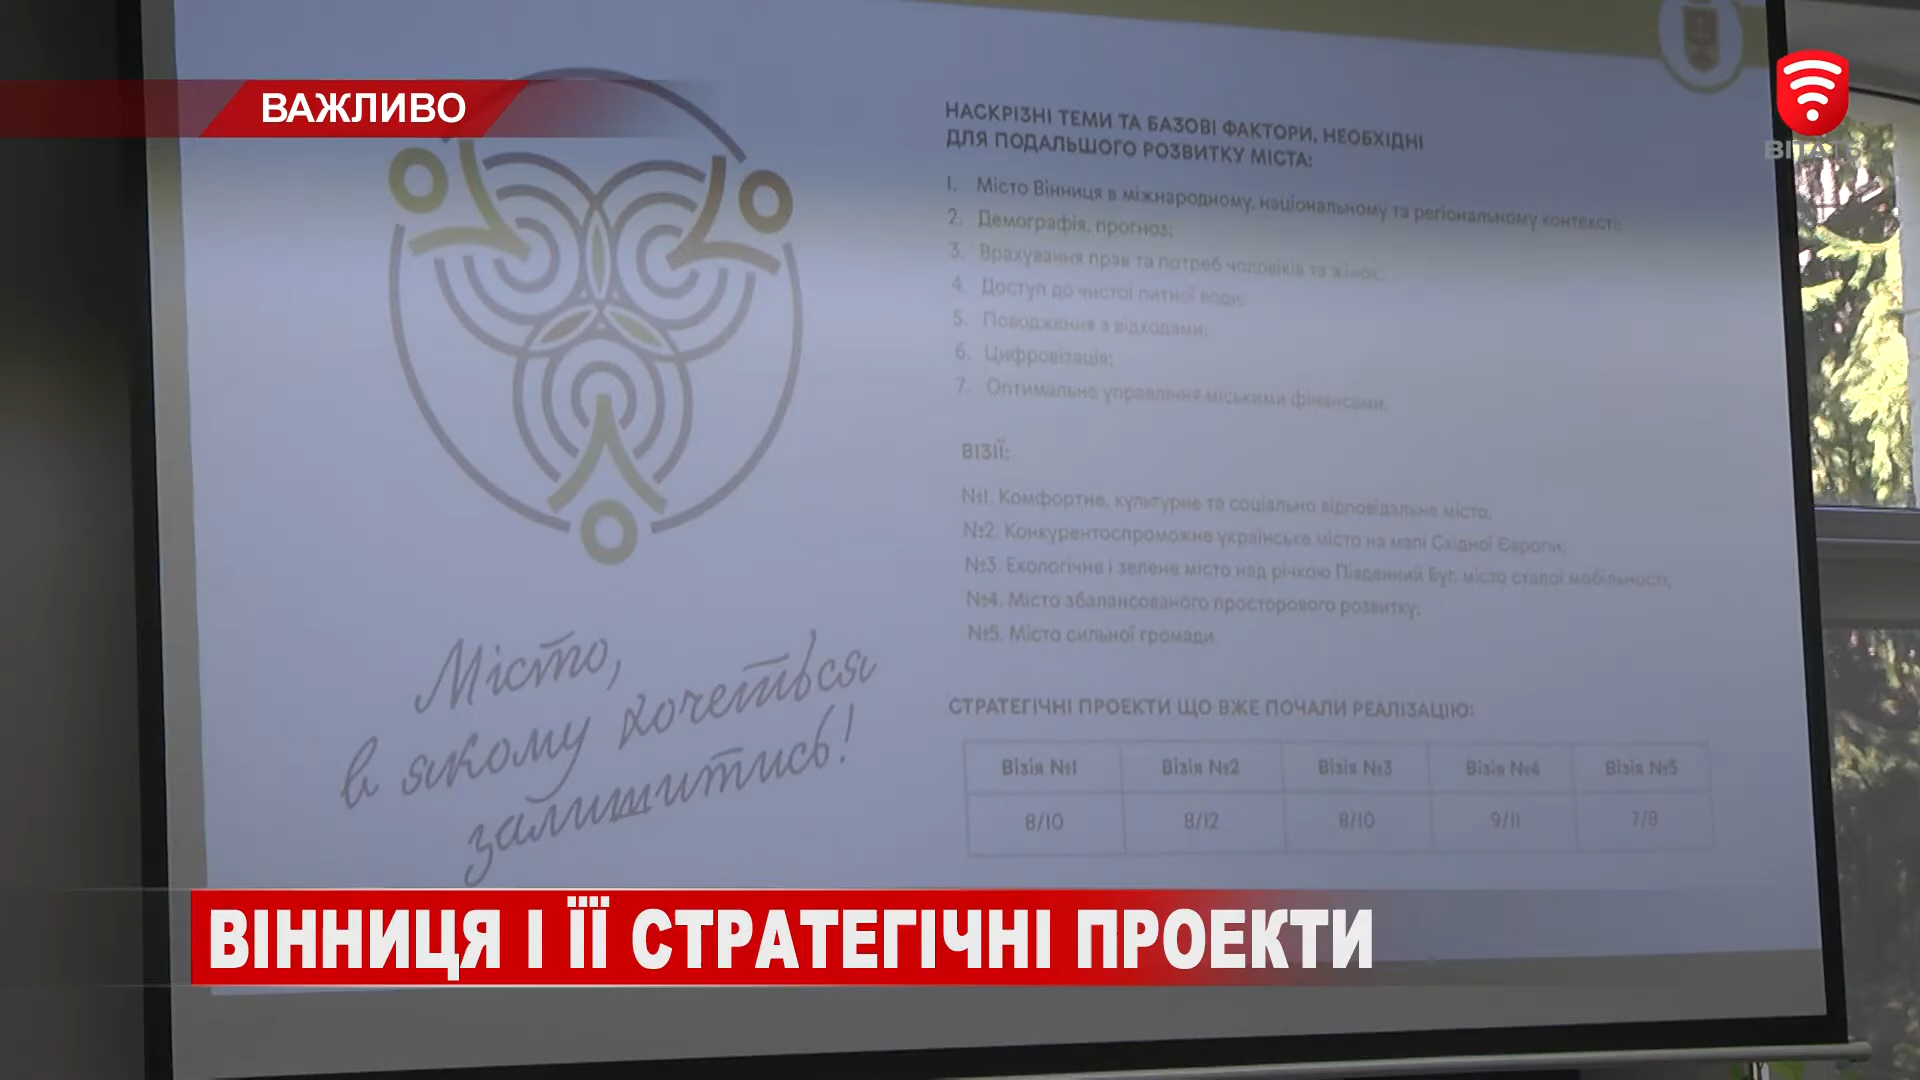 ВАЖЛИВО
ВІТА ТБ
НАСКРІЗНІ ТЕМИ ТА БАЗОВІ ФАКТОРИ, НЕОБХІДНІ
ДЛЯ ПОДАЛЬШОГО РОЗВИТКУ МІСТА:
1. Місто Вінниця в міжнародному, національному та регіональному контексті;
2. Демографія, прогноз;
3. Врахування прав та потреб чоловіків та жінок;
4. Доступ до чистої питної води;
5. Поводження з відходами;
6. Цифровізація;
7. Оптимальне управління міськими фінансами.
ВІЗІЇ:
№1. Комфортне, культурне та соціально відповідальне місто;
№2. Конкурентоспроможне українське місто на мапі Східної Європи;
№3. Екологічне і зелене місто над річкою Південний Буг, місто сталої мобільності;
№4. Місто збалансованого просторового розвитку;
№5. Місто сильної громади.
СТРАТЕГІЧНІ ПРОЕКТИ ЩО ВЖЕ ПОЧАЛИ РЕАЛІЗАЦІЮ:
Візія №1 Візія №2 Візія №3 Візія №4 Візія №5
8/10 8/12 8/10 9/11 7/8
Місто,
в якому хочеться
залишитись!
ВІННИЦЯ І ЇЇ СТРАТЕГІЧНІ ПРОЕКТИ